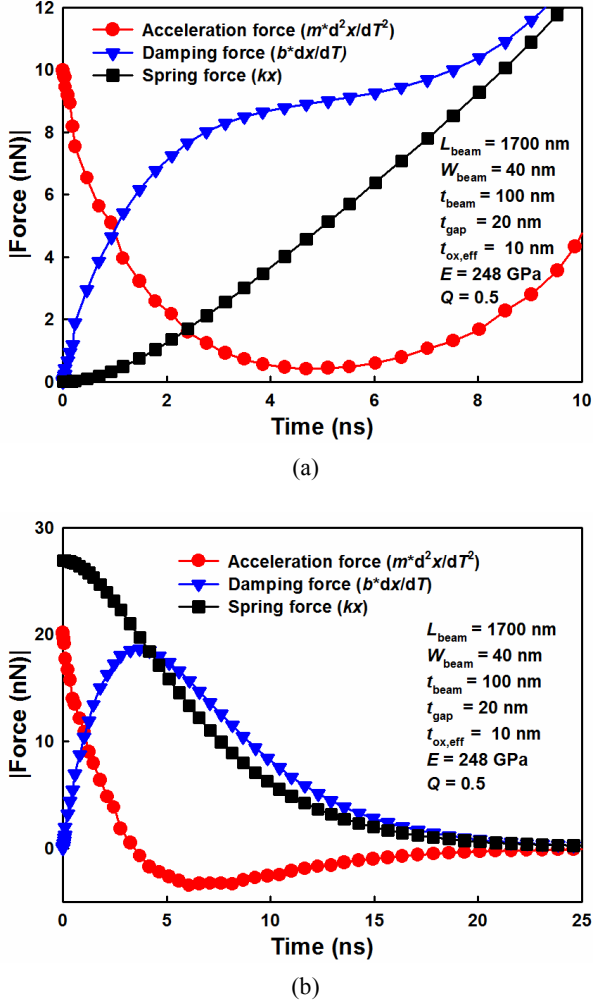 12
10
8
6
4
2
0
|Force (nN)|
Acceleration force (m*d²x/dT²)
Damping force (b*dx/dT)
Spring force (kx)
L_beam = 1700 nm
W_beam = 40 nm
t_beam = 100 nm
t_gap = 20 nm
t_ox,eff = 10 nm
E = 248 GPa
Q = 0.5
0 2 4 6 8 10
Time (ns)
(a)
30
20
10
0
|Force (nN)|
Acceleration force (m*d²x/dT²)
Damping force (b*dx/dT)
Spring force (kx)
L_beam = 1700 nm
W_beam = 40 nm
t_beam = 100 nm
t_gap = 20 nm
t_ox,eff = 10 nm
E = 248 GPa
Q = 0.5
0 5 10 15 20 25
Time (ns)
(b)